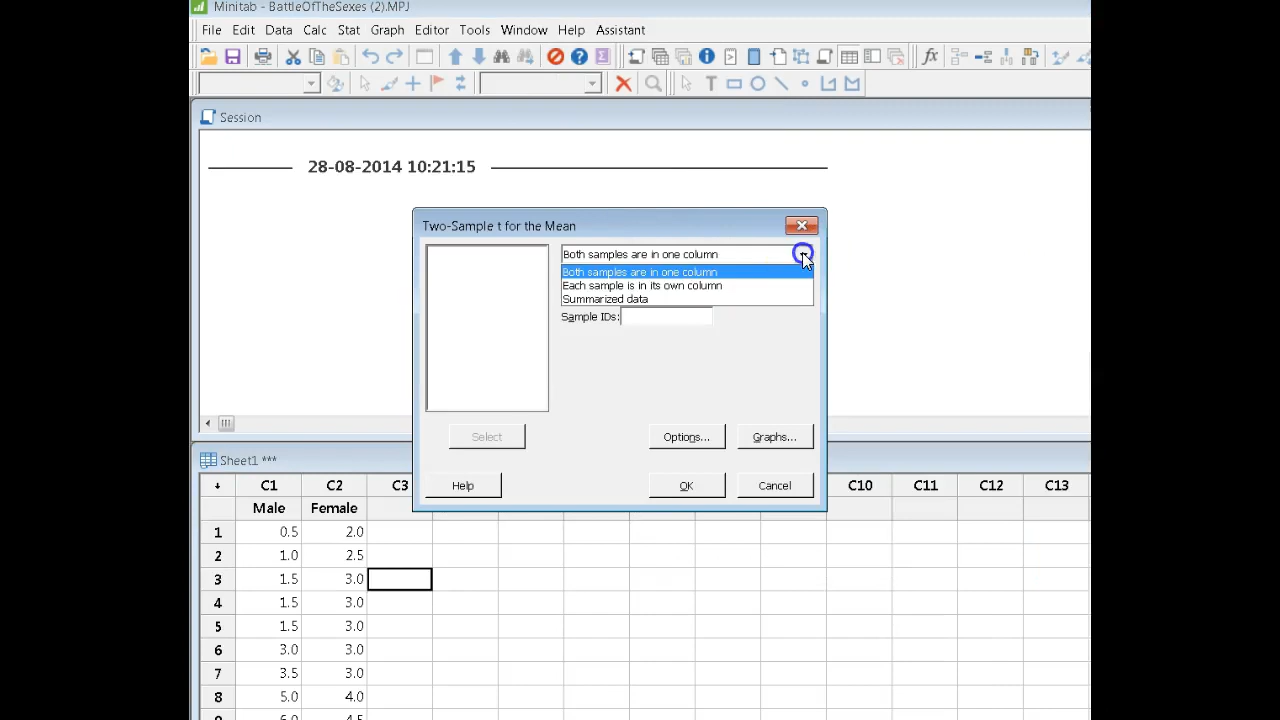 Minitab - BattleOfTheSexes (2).MPJ
File Edit Data Calc Stat Graph Editor Tools Window Help Assistant
Session
28-08-2014 10:21:15
Two-Sample t for the Mean
Both samples are in one column
Both samples are in one column
Each sample is in its own column
Summarized data
Sample IDs:
Select Options... Graphs...
Help OK Cancel
Sheet1 ***
C1 C2 C3 C10 C11 C12 C13
Male Female
1 0.5 2.0
2 1.0 2.5
3 1.5 3.0
4 1.5 3.0
5 1.5 3.0
6 3.0 3.0
7 3.5 3.0
8 5.0 4.0